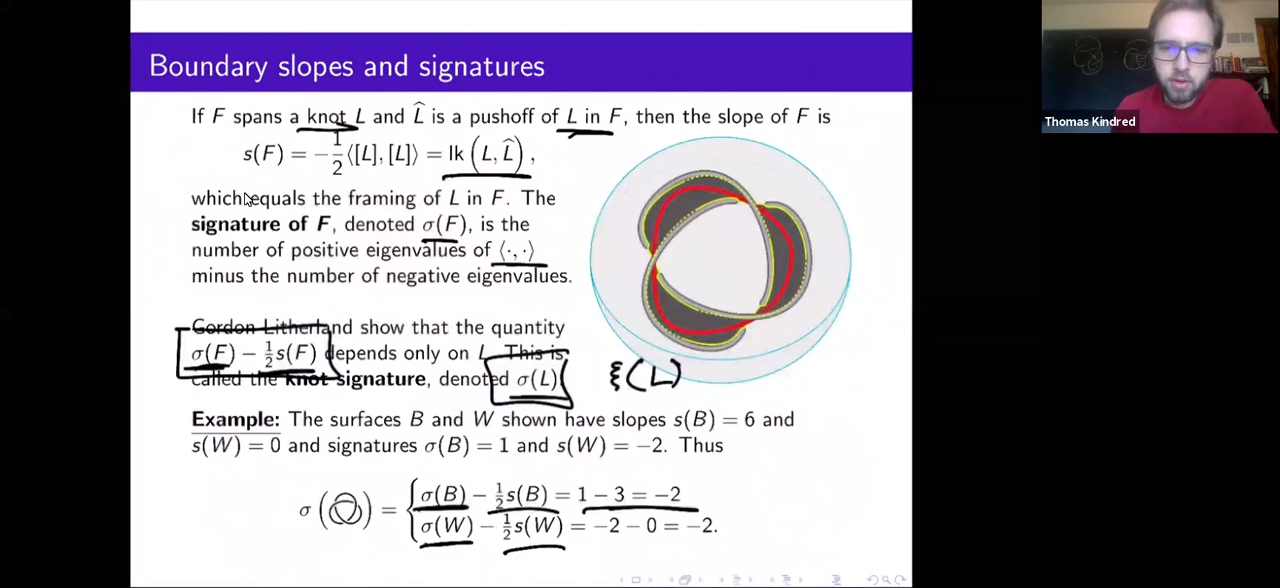 Boundary slopes and signatures
If F spans a knot L and L̂ is a pushoff of L in F, then the slope of F is
s(F) = −1/2⟨[L], [L]⟩ = lk(L, L̂),
which equals the framing of L in F. The
signature of F, denoted σ(F), is the
number of positive eigenvalues of ⟨·, ·⟩
minus the number of negative eigenvalues.
Gordon Litherland show that the quantity
σ(F) − 1/2s(F) depends only on L. This is
called the knot signature, denoted σ(L)
ξ(L)
Example: The surfaces B and W shown have slopes s(B) = 6 and
s(W) = 0 and signatures σ(B) = 1 and s(W) = −2. Thus
σ( ) = { σ(B) − 1/2s(B) = 1 − 3 = −2
σ(W) − 1/2s(W) = −2 − 0 = −2.
Thomas Kindred